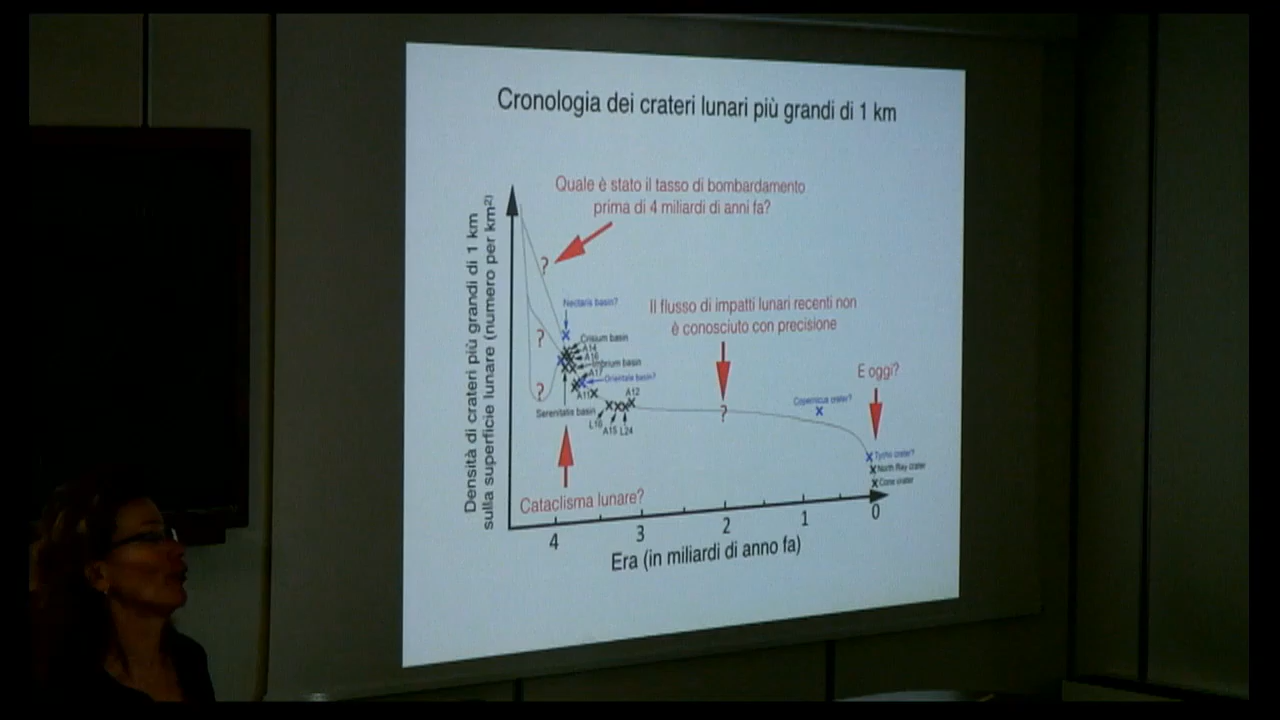 Cronologia dei crateri lunari più grandi di 1 km
Quale è stato il tasso di bombardamento
prima di 4 miliardi di anni fa?
Densità di crateri più grandi di 1 km
sulla superficie lunare (numero per km²)
?
Nectaris basin?
Il flusso di impatti lunari recenti non
è conosciuto con precisione
?
Crisium basin
A14
A16
Imbrium basin
A17
Orientale basin?
E oggi?
?
A11
A12
Copernicus crater?
Serenitatis basin
?
L16
A15 L24
Tycho crater?
North Ray crater
Cone crater
Cataclisma lunare?
4 3 2 1 0
Era (in miliardi di anno fa)